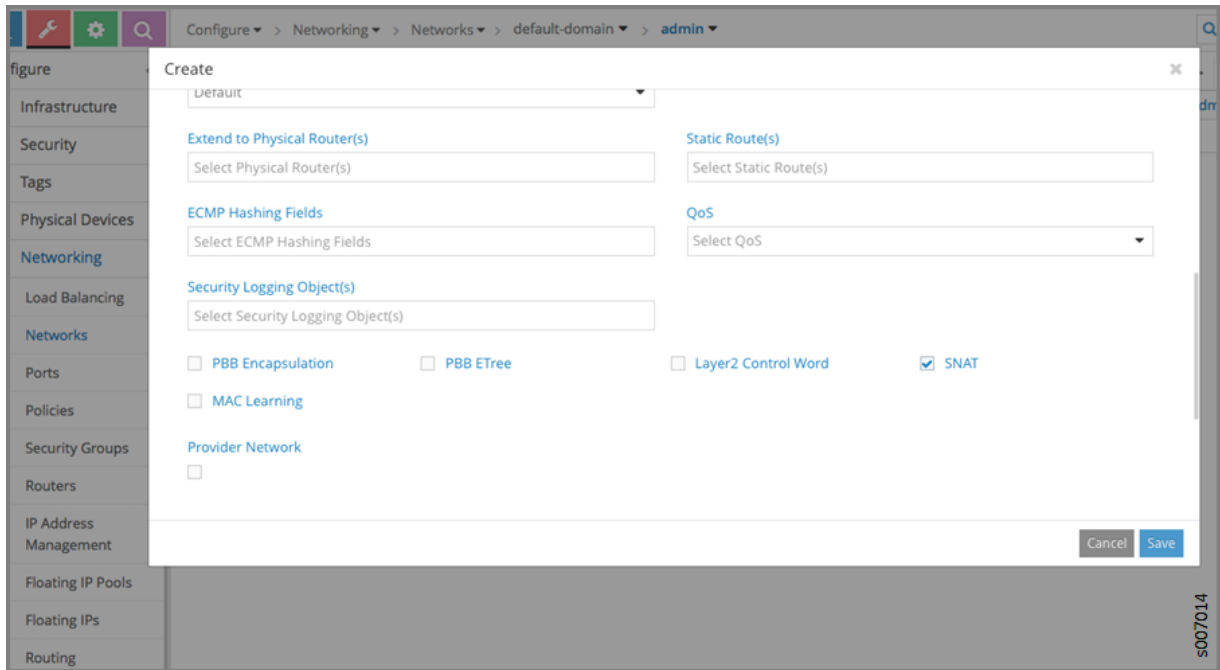 Configure > Networking > Networks > default-domain > admin
figure
Create
Infrastructure
Default
Security
Extend to Physical Router(s) Static Route(s)
Select Physical Router(s) Select Static Route(s)
Tags
Physical Devices
ECMP Hashing Fields QoS
Select ECMP Hashing Fields Select QoS
Networking
Load Balancing
Security Logging Object(s)
Select Security Logging Object(s)
Networks
Ports
PBB Encapsulation PBB ETree Layer2 Control Word SNAT
MAC Learning
Policies
Security Groups
Provider Network
Routers
IP Address
Management
Cancel Save
Floating IP Pools
Floating IPs
Routing
s007014